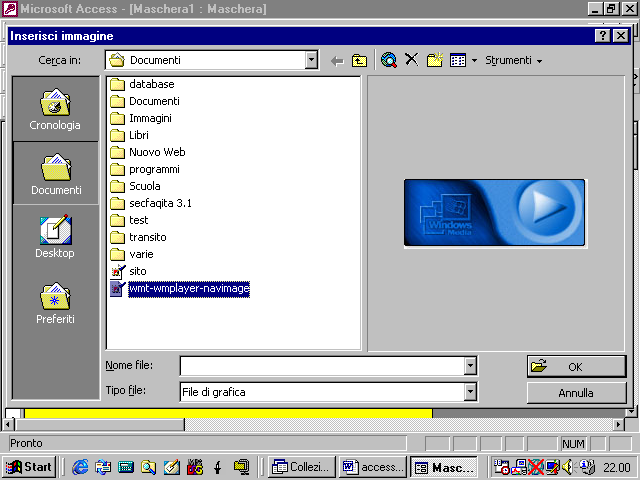 Microsoft Access - [Maschera1 : Maschera]
Inserisci immagine
Cerca in:
Documenti
Strumenti
Cronologia
Documenti
Desktop
Preferiti
database
Documenti
Immagini
Libri
Nuovo Web
programmi
Scuola
secfaqita 3.1
test
transito
varie
sito
wmt-wmplayer-navimage
Windows
Media
Nome file:
OK
Tipo file:
File di grafica
Annulla
Pronto
NUM
Start
Collezi...
access...
Masc...
22.00